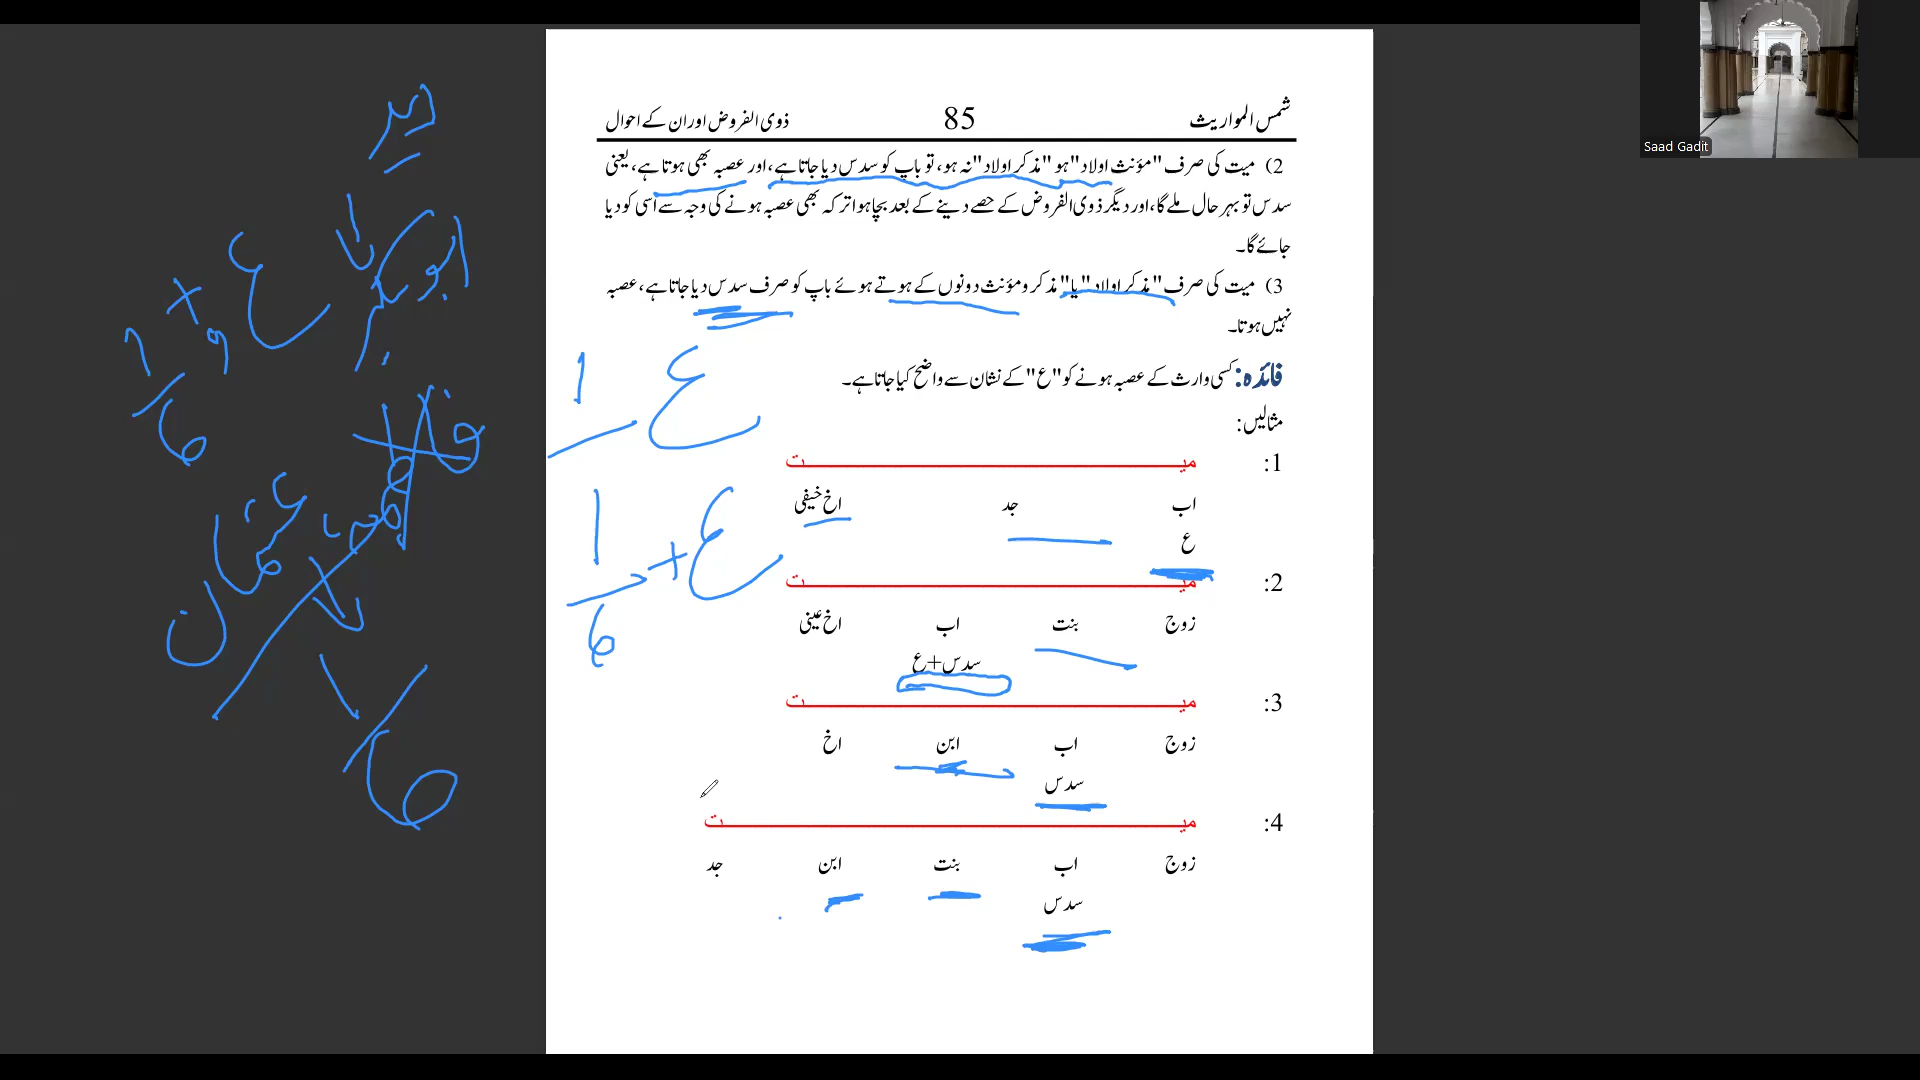 شمس المواریث 85 ذوی الفروض اور ان کے احوال
2) میت کی صرف "مؤنث اولاد" ہو "مذکر اولاد" نہ ہو، تو باپ کو سدس دیا جاتا ہے، اور عصبہ بھی ہوتا ہے، یعنی
سدس تو بہر حال ملے گا، اور دیگر ذوی الفروض کے حصے دینے کے بعد بچا ہوا ترکہ بھی عصبہ ہونے کی وجہ سے اسی کو دیا
جائے گا۔
3) میت کی صرف "مذکر اولاد" یا "مذکر و مؤنث دونوں کے ہوتے ہوئے باپ کو صرف سدس دیا جاتا ہے، عصبہ
نہیں ہوتا۔
فائدہ: کسی وارث کے عصبہ ہونے کو "ع" کے نشان سے واضح کیا جاتا ہے۔
مثالیں:
1: میت
اب جد اخ خیفی
ع
2: میت
زوج بنت اب اخ عینی
سدس+ع
3: میت
زوج اب ابن اخ
سدس
4: میت
زوج اب بنت ابن جد
سدس
1 ع
1/6 + ع
ابوبکر
ع + 1/6
عثمان
1/6
Saad Gadit